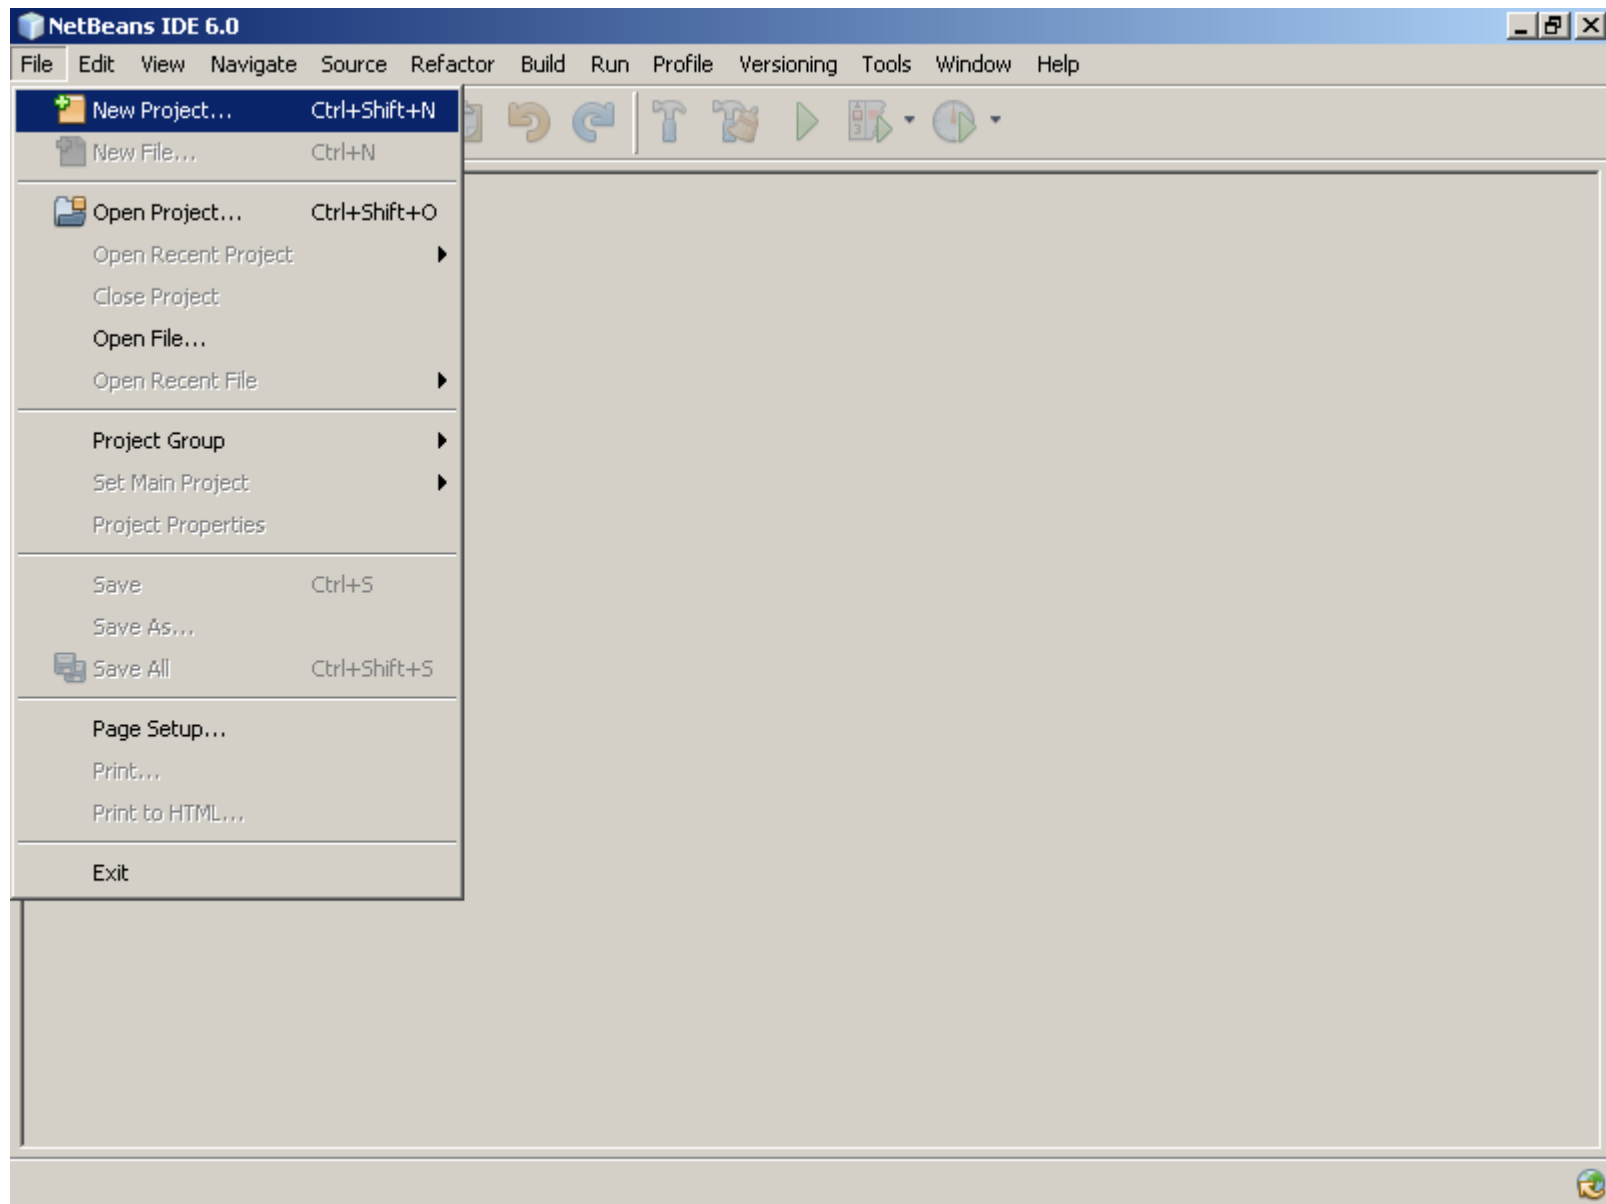 NetBeans IDE 6.0
File Edit View Navigate Source Refactor Build Run Profile Versioning Tools Window Help
New Project... Ctrl+Shift+N
New File... Ctrl+N
Open Project... Ctrl+Shift+O
Open Recent Project
Close Project
Open File...
Open Recent File
Project Group
Set Main Project
Project Properties
Save Ctrl+S
Save As...
Save All Ctrl+Shift+S
Page Setup...
Print...
Print to HTML...
Exit